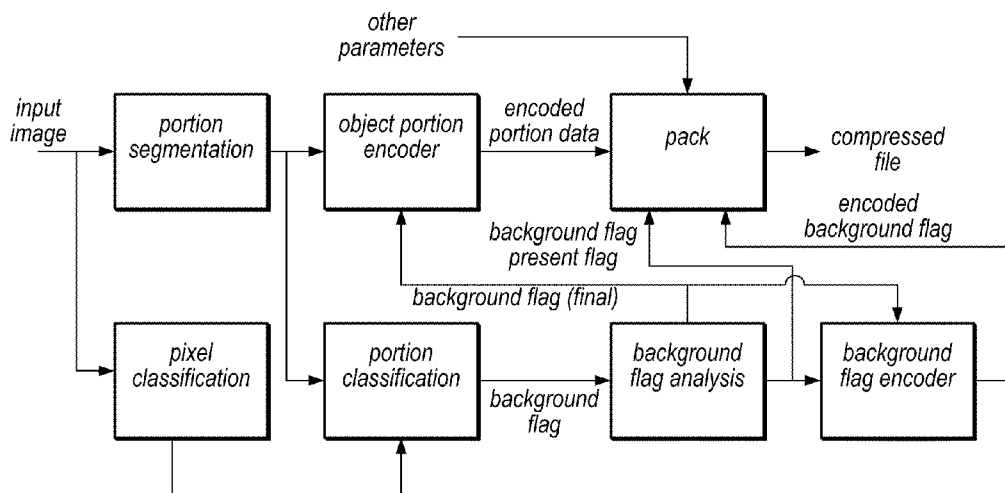 other
parameters
input
image
portion
segmentation
object portion
encoder
encoded
portion data
pack
compressed
file
encoded
background flag
background flag
present flag
background flag (final)
pixel
classification
portion
classification
background
flag
background
flag analysis
background
flag encoder